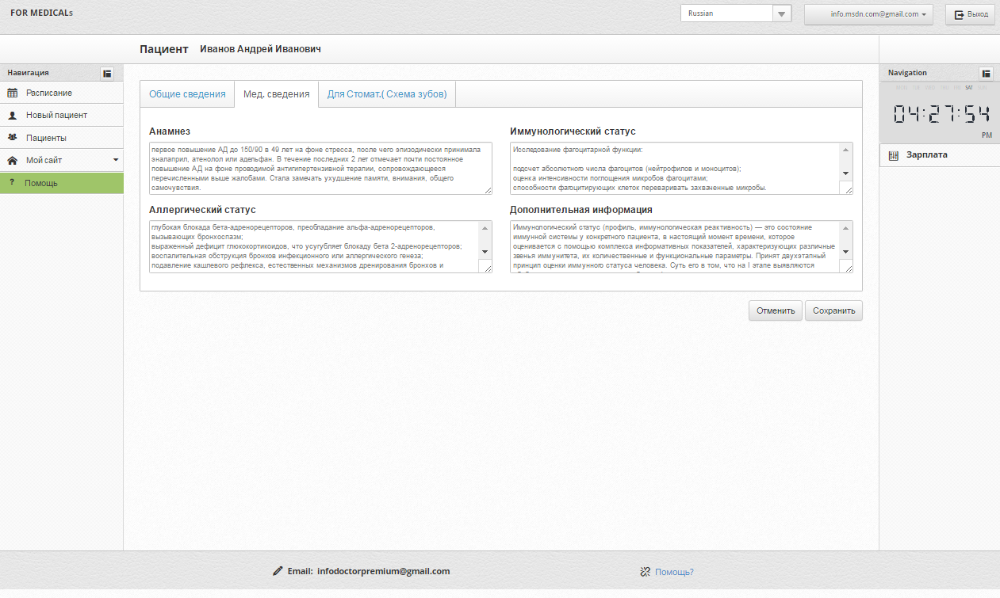 FOR MEDICALs
Russian
info.msdn.com@gmail.com
Выход
Пациент Иванов Андрей Иванович
Навигация
Расписание
Новый пациент
Пациенты
Мой сайт
? Помощь
Общие сведения
Мед. сведения
Для Стомат.( Схема зубов)
Анамнез
первое повышение АД до 150/90 в 49 лет на фоне стресса, после чего эпизодически принимала
эналаприл, атенолол или адельфан. В течение последних 2 лет отмечает почти постоянное
повышение АД на фоне проводимой антигипертензивной терапии, сопровождающееся
перечисленными выше жалобами. Стала замечать ухудшение памяти, внимания, общего
самочувствия.
Иммунологический статус
Исследование фагоцитарной функции:
подсчет абсолютного числа фагоцитов (нейтрофилов и моноцитов);
оценка интенсивности поглощения микробов фагоцитами;
способности фагоцитирующих клеток переваривать захваченные микробы.
Аллергический статус
глубокая блокада бета-адренорецепторов, преобладание альфа-адренорецепторов,
вызывающих бронхоспазм;
выраженный дефицит глюкокортикоидов, что усугубляет блокаду бета 2-адренорецепторов;
воспалительная обструкция бронхов инфекционного или аллергического генеза;
подавление кашлевого рефлекса, естественных механизмов дренирования бронхов и
Дополнительная информация
Иммунологический статус (профиль, иммунологическая реактивность) — это состояние
иммунной системы у конкретного пациента, в настоящий момент времени, которое
оценивается с помощью комплекса информативных показателей, характеризующих различные
звенья иммунитета, их количественные и функциональные параметры. Принят двухэтапный
принцип оценки иммунного статуса человека. Суть его в том, что на I этапе выявляются
Отменить
Сохранить
Navigation
MON TUE WED THU FRI SAT SUN
04:27:54
PM
Зарплата
Email: infodoctorpremium@gmail.com
Помощь?